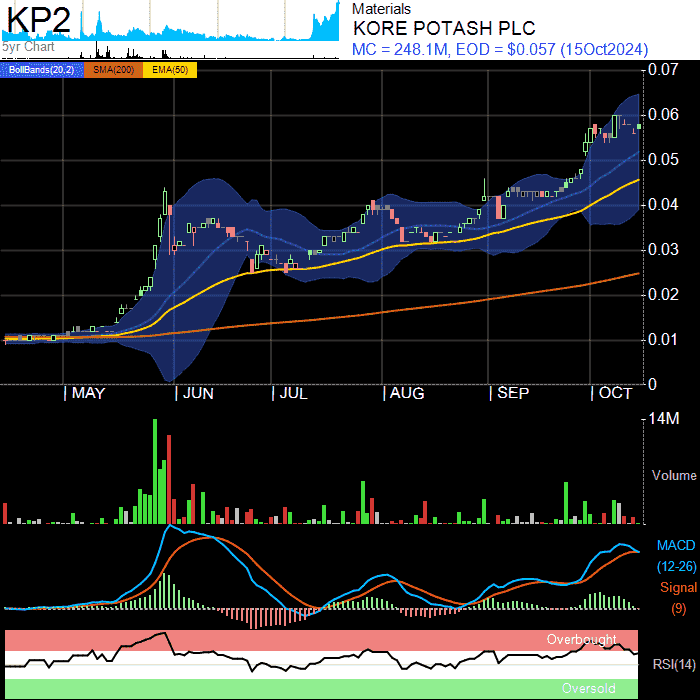 KP2
5yr Chart
Materials
KORE POTASH PLC
MC = 248.1M, EOD = $0.057 (15Oct2024)
BollBands(20,2) SMA(200) EMA(50)
0.07
0.06
0.05
0.04
0.03
0.02
0.01
0
MAY JUN JUL AUG SEP OCT
14M
Volume
MACD
(12-26)
Signal
(9)
Overbought
RSI(14)
Oversold